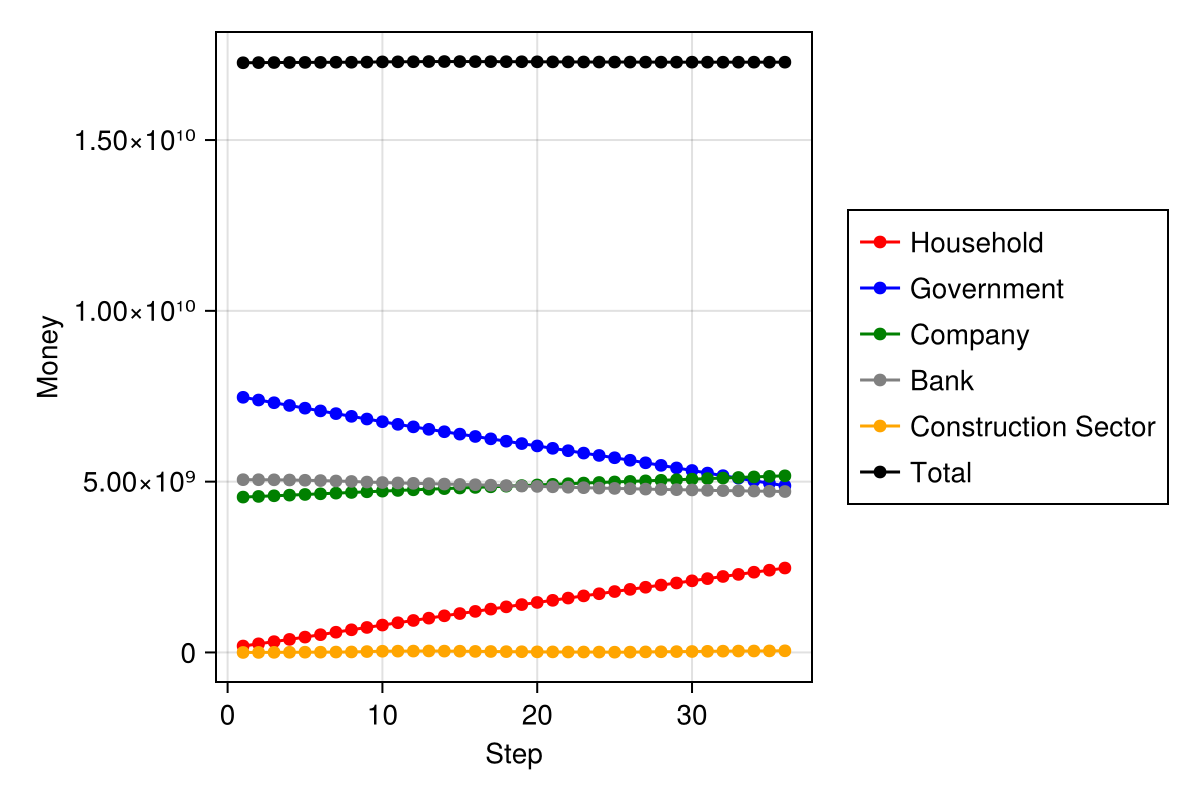 Money
1.50×10¹⁰
1.00×10¹⁰
5.00×10⁹
0
0 10 20 30
Step
Household
Government
Company
Bank
Construction Sector
Total